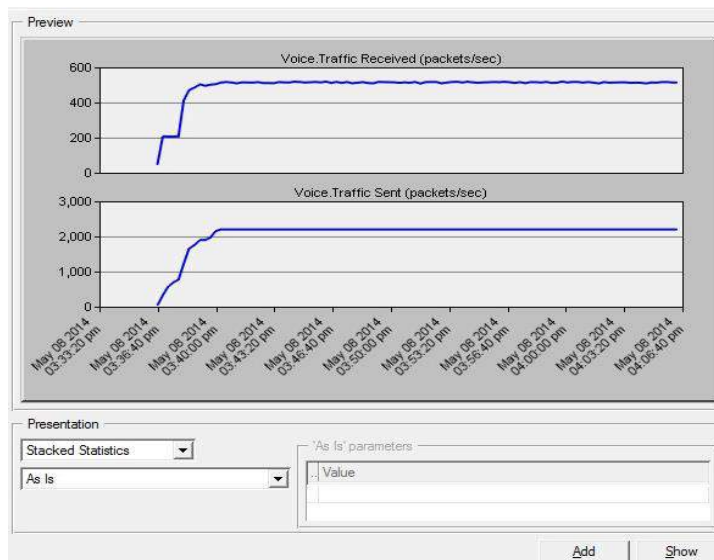 Preview
Voice.Traffic Received (packets/sec)
600
400
200
0
Voice.Traffic Sent (packets/sec)
3,000
2,000
1,000
0
May 08 2014
03:33:20 pm
May 08 2014
03:36:40 pm
May 08 2014
03:40:00 pm
May 08 2014
03:43:20 pm
May 08 2014
03:46:40 pm
May 08 2014
03:50:00 pm
May 08 2014
03:53:20 pm
May 08 2014
03:56:40 pm
May 08 2014
04:00:00 pm
May 08 2014
04:03:20 pm
May 08 2014
04:06:40 pm
Presentation
Stacked Statistics
As Is
'As Is' parameters
.. Value
Add
Show